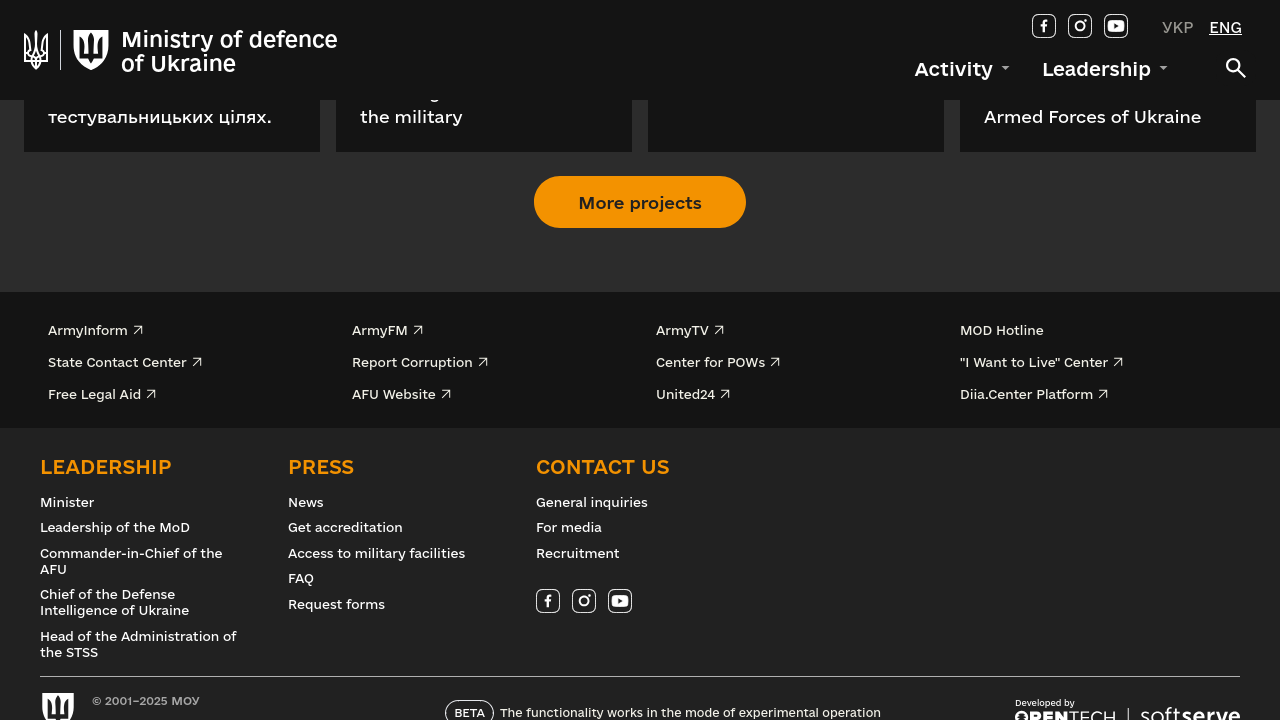 Ministry of defence
of Ukraine
УКР ENG
Activity Leadership
тестувальницьких цілях.
the military
Armed Forces of Ukraine
More projects
ArmyInform
ArmyFM
ArmyTV
MOD Hotline
State Contact Center
Report Corruption
Center for POWs
"I Want to Live" Center
Free Legal Aid
AFU Website
United24
Diia.Center Platform
LEADERSHIP
Minister
Leadership of the MoD
Commander-in-Chief of the
AFU
Chief of the Defense
Intelligence of Ukraine
Head of the Administration of
the STSS
PRESS
News
Get accreditation
Access to military facilities
FAQ
Request forms
CONTACT US
General inquiries
For media
Recruitment
© 2001–2025 МОУ
BETA The functionality works in the mode of experimental operation
Developed by
OPENTECH | softserve